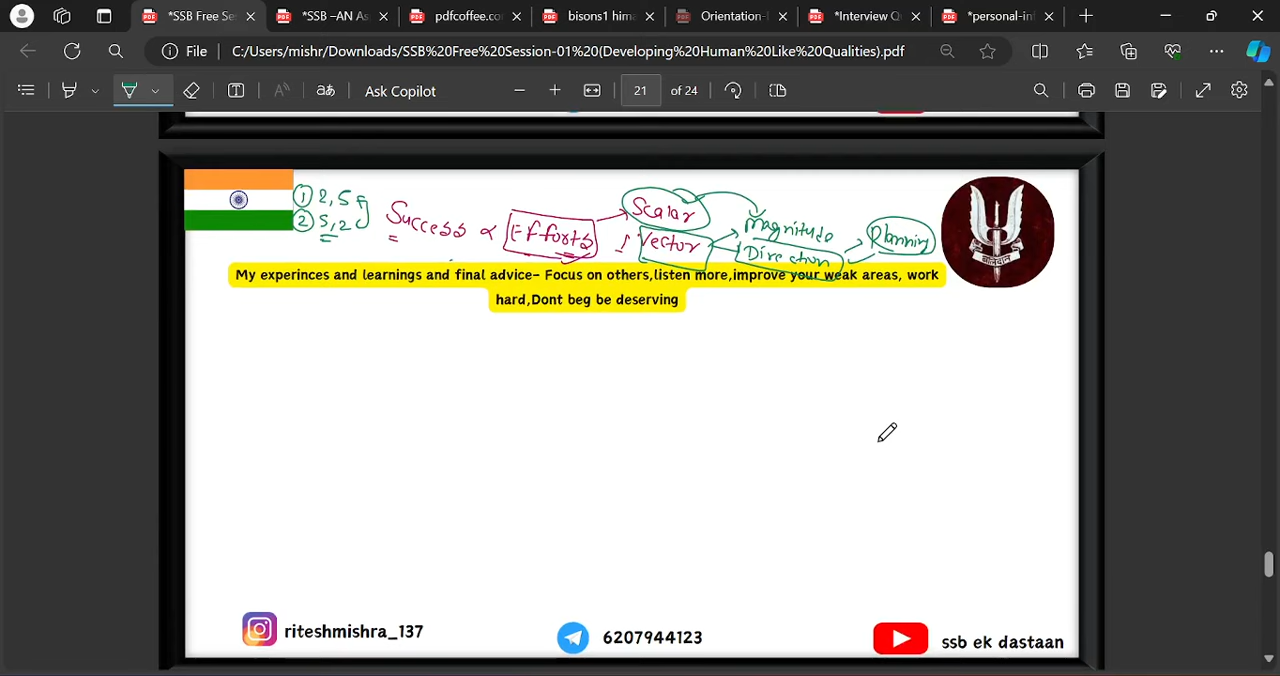 *SSB Free Se
*SSB –AN As
pdfcoffee.co
bisons1 him
Orientation-
*Interview Q
*personal-in
File
C:/Users/mishr/Downloads/SSB%20Free%20Session-01%20(Developing%20Human%20Like%20Qualities).pdf
Ask Copilot
21 of 24
① 2, 5
② 5, 2
Success ∝ Efforts
Scalar
Vector
Magnitude
Direction
Planning
बलिदान
My experinces and learnings and final advice- Focus on others,listen more,improve your weak areas, work
hard,Dont beg be deserving
riteshmishra_137
6207944123
ssb ek dastaan